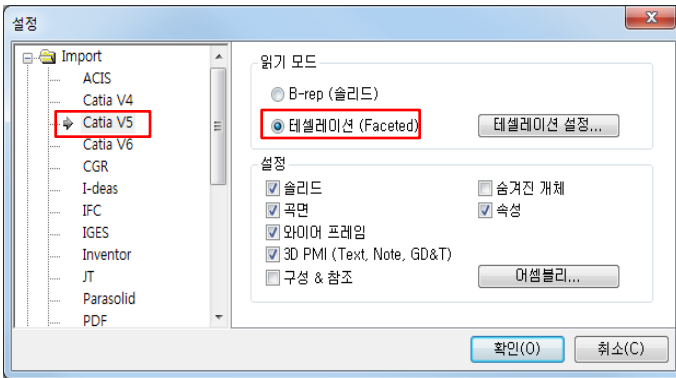 설정
Import
ACIS
Catia V4
Catia V5
Catia V6
CGR
I-deas
IFC
IGES
Inventor
JT
Parasolid
PDF
읽기 모드
B-rep (솔리드)
테셀레이션 (Faceted)
테셀레이션 설정...
설정
솔리드
숨겨진 개체
곡면
속성
와이어 프레임
3D PMI (Text, Note, GD&T)
구성 & 참조
어셈블리...
확인(O)
취소(C)